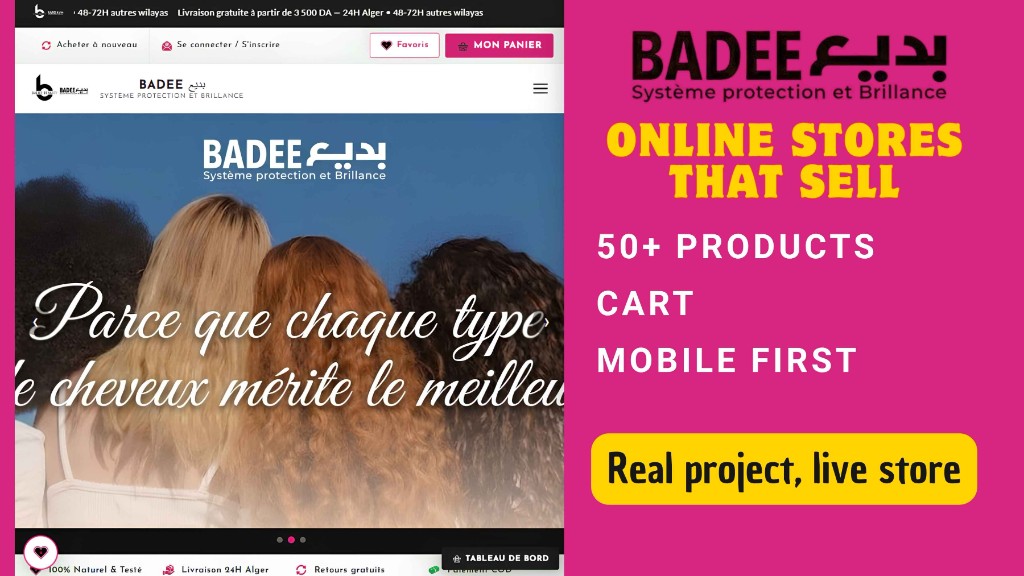 48-72H autres wilayas Livraison gratuite à partir de 3 500 DA — 24H Alger • 48-72H autres wilayas
Acheter à nouveau
Se connecter / S'inscrire
Favoris
MON PANIER
BADEE بديع
SYSTÈME PROTECTION ET BRILLANCE
BADEE بديع
Système protection et Brillance
Parce que chaque type
de cheveux mérite le meilleu
TABLEAU DE BORD
100% Naturel & Testé
Livraison 24H Alger
Retours gratuits
Paiement COD
BADEE بديع
Système protection et Brillance
ONLINE STORES
THAT SELL
50+ PRODUCTS
CART
MOBILE FIRST
Real project, live store